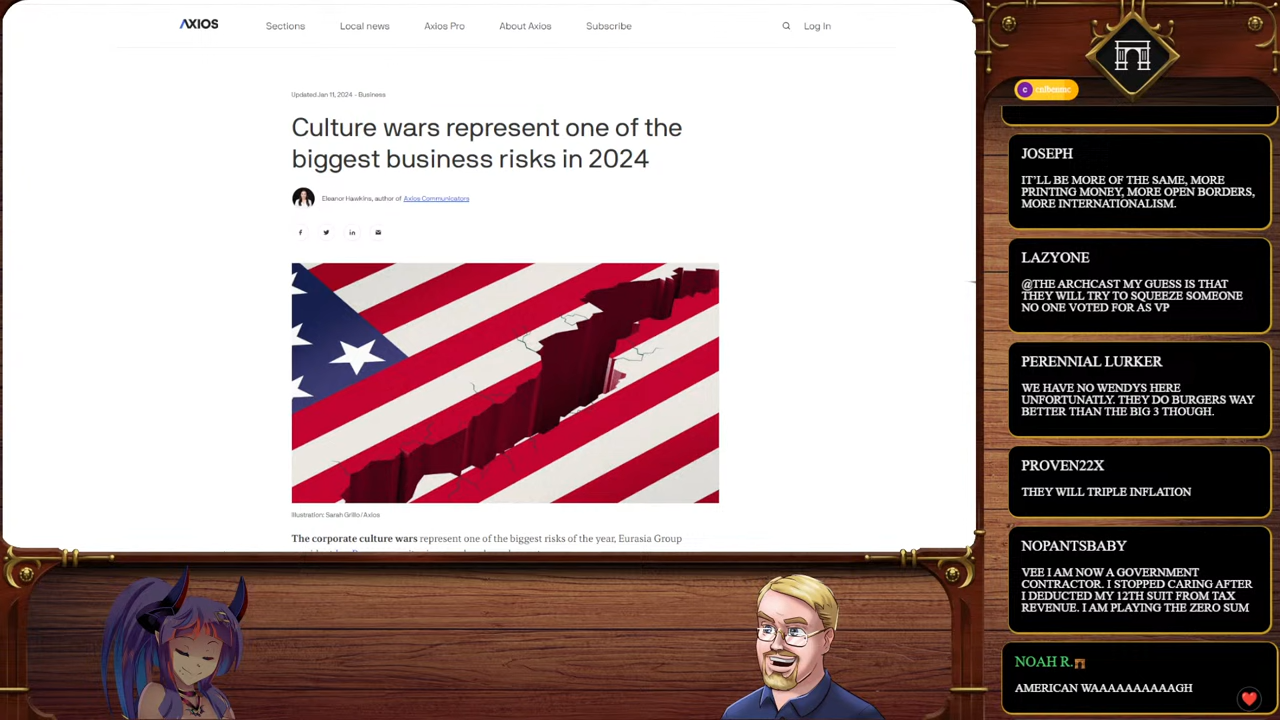 AXIOS
Sections
Local news
Axios Pro
About Axios
Subscribe
Log In
Updated Jan 11, 2024 - Business
Culture wars represent one of the
biggest business risks in 2024
Eleanor Hawkins, author of Axios Communicators
Illustration: Sarah Grillo/Axios
The corporate culture wars represent one of the biggest risks of the year, Eurasia Group
JOSEPH
IT'LL BE MORE OF THE SAME, MORE
PRINTING MONEY, MORE OPEN BORDERS,
MORE INTERNATIONALISM.
LAZYONE
@THE ARCHCAST MY GUESS IS THAT
THEY WILL TRY TO SQUEEZE SOMEONE
NO ONE VOTED FOR AS VP
PERENNIAL LURKER
WE HAVE NO WENDYS HERE
UNFORTUNATLY. THEY DO BURGERS WAY
BETTER THAN THE BIG 3 THOUGH.
PROVEN22X
THEY WILL TRIPLE INFLATION
NOPANTSBABY
VEE I AM NOW A GOVERNMENT
CONTRACTOR. I STOPPED CARING AFTER
I DEDUCTED MY 12TH SUIT FROM TAX
REVENUE. I AM PLAYING THE ZERO SUM
NOAH R.
AMERICAN WAAAAAAAAAAGH